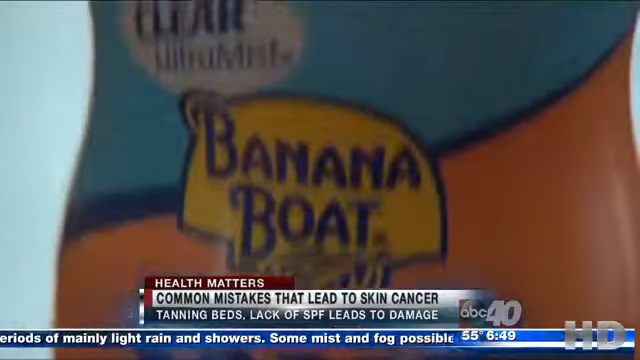 CLEAR
UltraMist
BANANA
BOAT
HEALTH MATTERS
COMMON MISTAKES THAT LEAD TO SKIN CANCER
TANNING BEDS, LACK OF SPF LEADS TO DAMAGE
abc 40
eriods of mainly light rain and showers. Some mist and fog possible
55° 6:49
HD